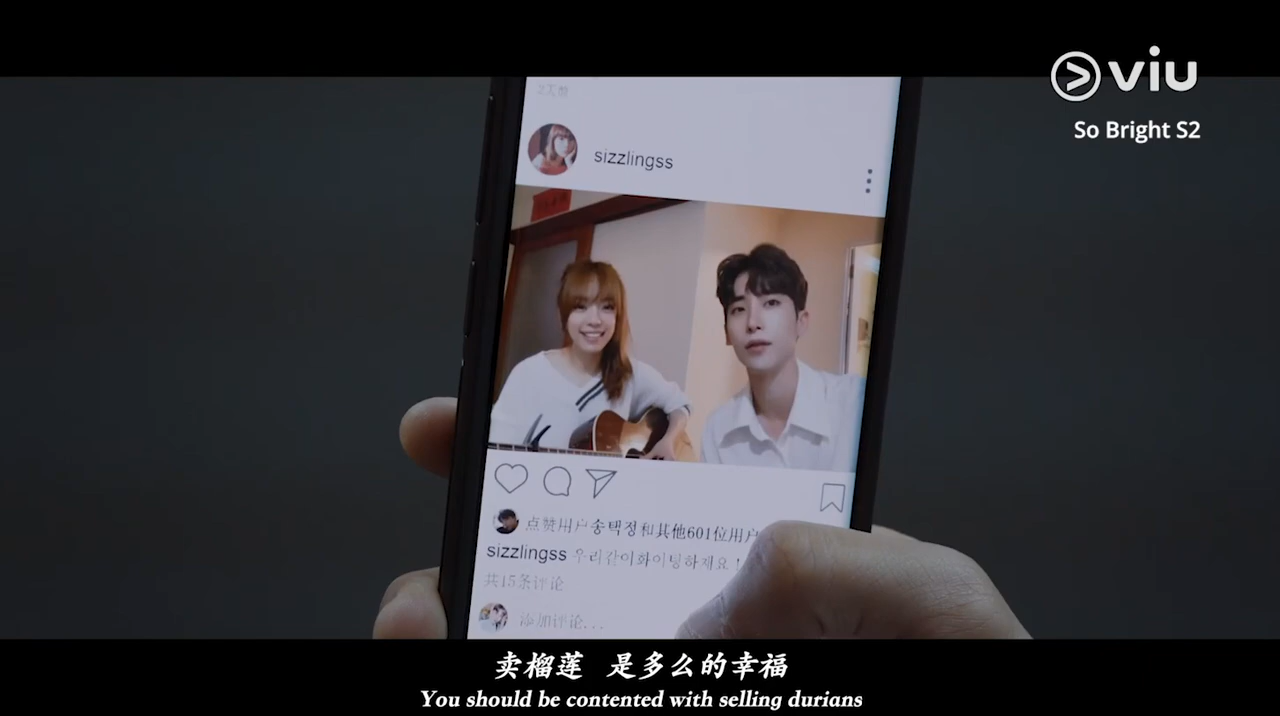 viu
So Bright S2
2天前
sizzlingss
点赞用户송택정和其他601位用户
sizzlingss 우리같이화이팅하재요 !
共15条评论
添加评论...
卖榴莲 是多么的幸福
You should be contented with selling durians